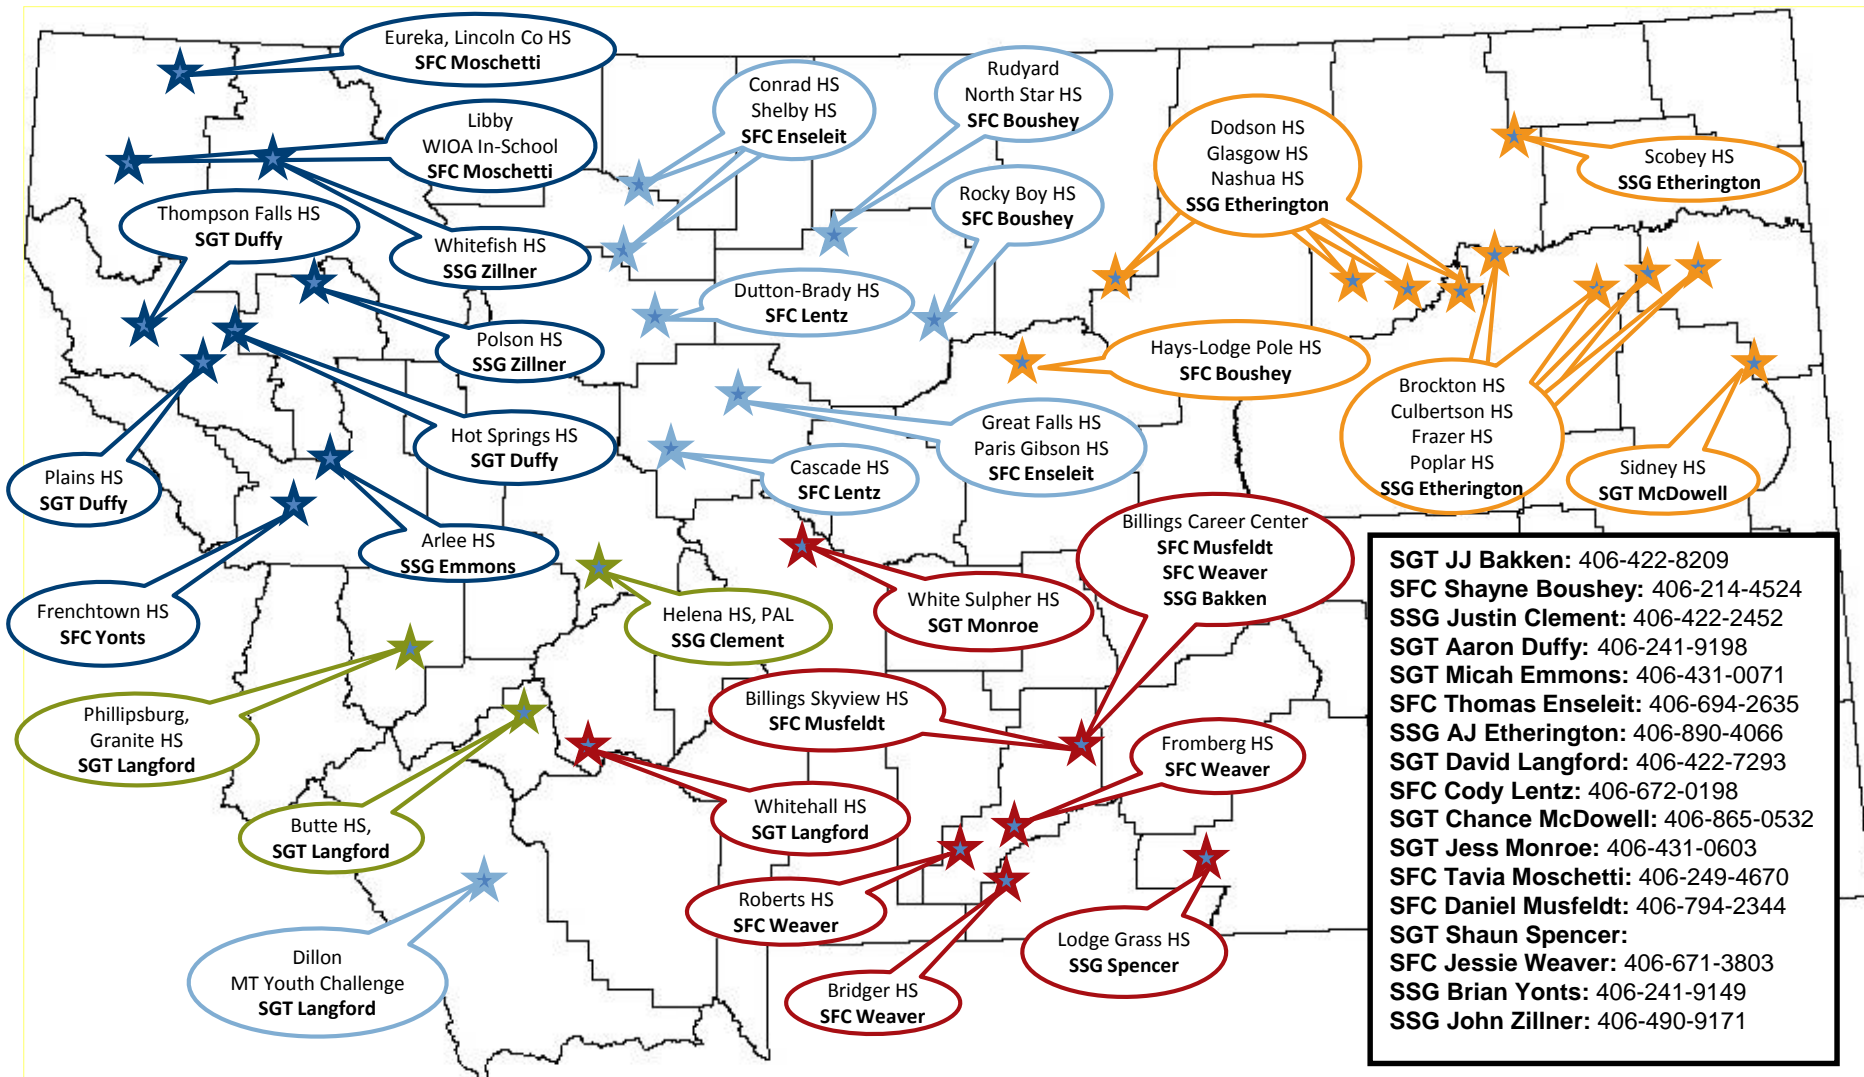 Eureka, Lincoln Co HS
SFC Moschetti
Libby
WIOA In-School
SFC Moschetti
Thompson Falls HS
SGT Duffy
Whitefish HS
SSG Zillner
Polson HS
SSG Zillner
Hot Springs HS
SGT Duffy
Plains HS
SGT Duffy
Arlee HS
SSG Emmons
Frenchtown HS
SFC Yonts
Conrad HS
Shelby HS
SFC Enseleit
Rudyard
North Star HS
SFC Boushey
Rocky Boy HS
SFC Boushey
Dutton-Brady HS
SFC Lentz
Great Falls HS
Paris Gibson HS
SFC Enseleit
Cascade HS
SFC Lentz
Dodson HS
Glasgow HS
Nashua HS
SSG Etherington
Scobey HS
SSG Etherington
Hays-Lodge Pole HS
SFC Boushey
Brockton HS
Culbertson HS
Frazer HS
Poplar HS
SSG Etherington
Sidney HS
SGT McDowell
Helena HS, PAL
SSG Clement
Phillipsburg,
Granite HS
SGT Langford
Butte HS,
SGT Langford
Dillon
MT Youth Challenge
SGT Langford
White Sulpher HS
SGT Monroe
Billings Career Center
SFC Musfeldt
SFC Weaver
SSG Bakken
Billings Skyview HS
SFC Musfeldt
Whitehall HS
SGT Langford
Fromberg HS
SFC Weaver
Roberts HS
SFC Weaver
Bridger HS
SFC Weaver
Lodge Grass HS
SSG Spencer
SGT JJ Bakken: 406-422-8209
SFC Shayne Boushey: 406-214-4524
SSG Justin Clement: 406-422-2452
SGT Aaron Duffy: 406-241-9198
SGT Micah Emmons: 406-431-0071
SFC Thomas Enseleit: 406-694-2635
SSG AJ Etherington: 406-890-4066
SGT David Langford: 406-422-7293
SFC Cody Lentz: 406-672-0198
SGT Chance McDowell: 406-865-0532
SGT Jess Monroe: 406-431-0603
SFC Tavia Moschetti: 406-249-4670
SFC Daniel Musfeldt: 406-794-2344
SGT Shaun Spencer:
SFC Jessie Weaver: 406-671-3803
SSG Brian Yonts: 406-241-9149
SSG John Zillner: 406-490-9171